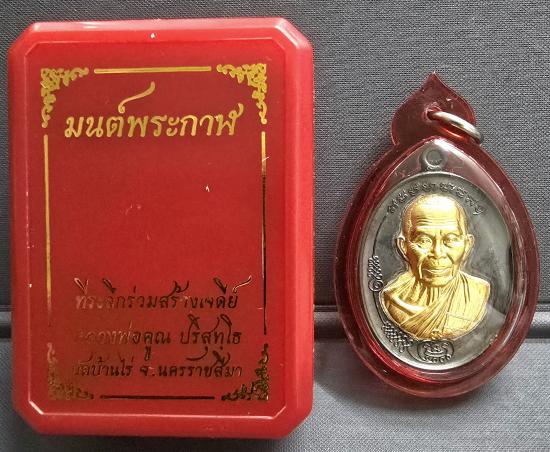 มนต์พระกาฬ
ที่ระลึกร่วมสร้างเจดีย์
หลวงพ่อคูณ ปริสุทฺโธ
วัดบ้านไร่ จ.นครราชสีมา